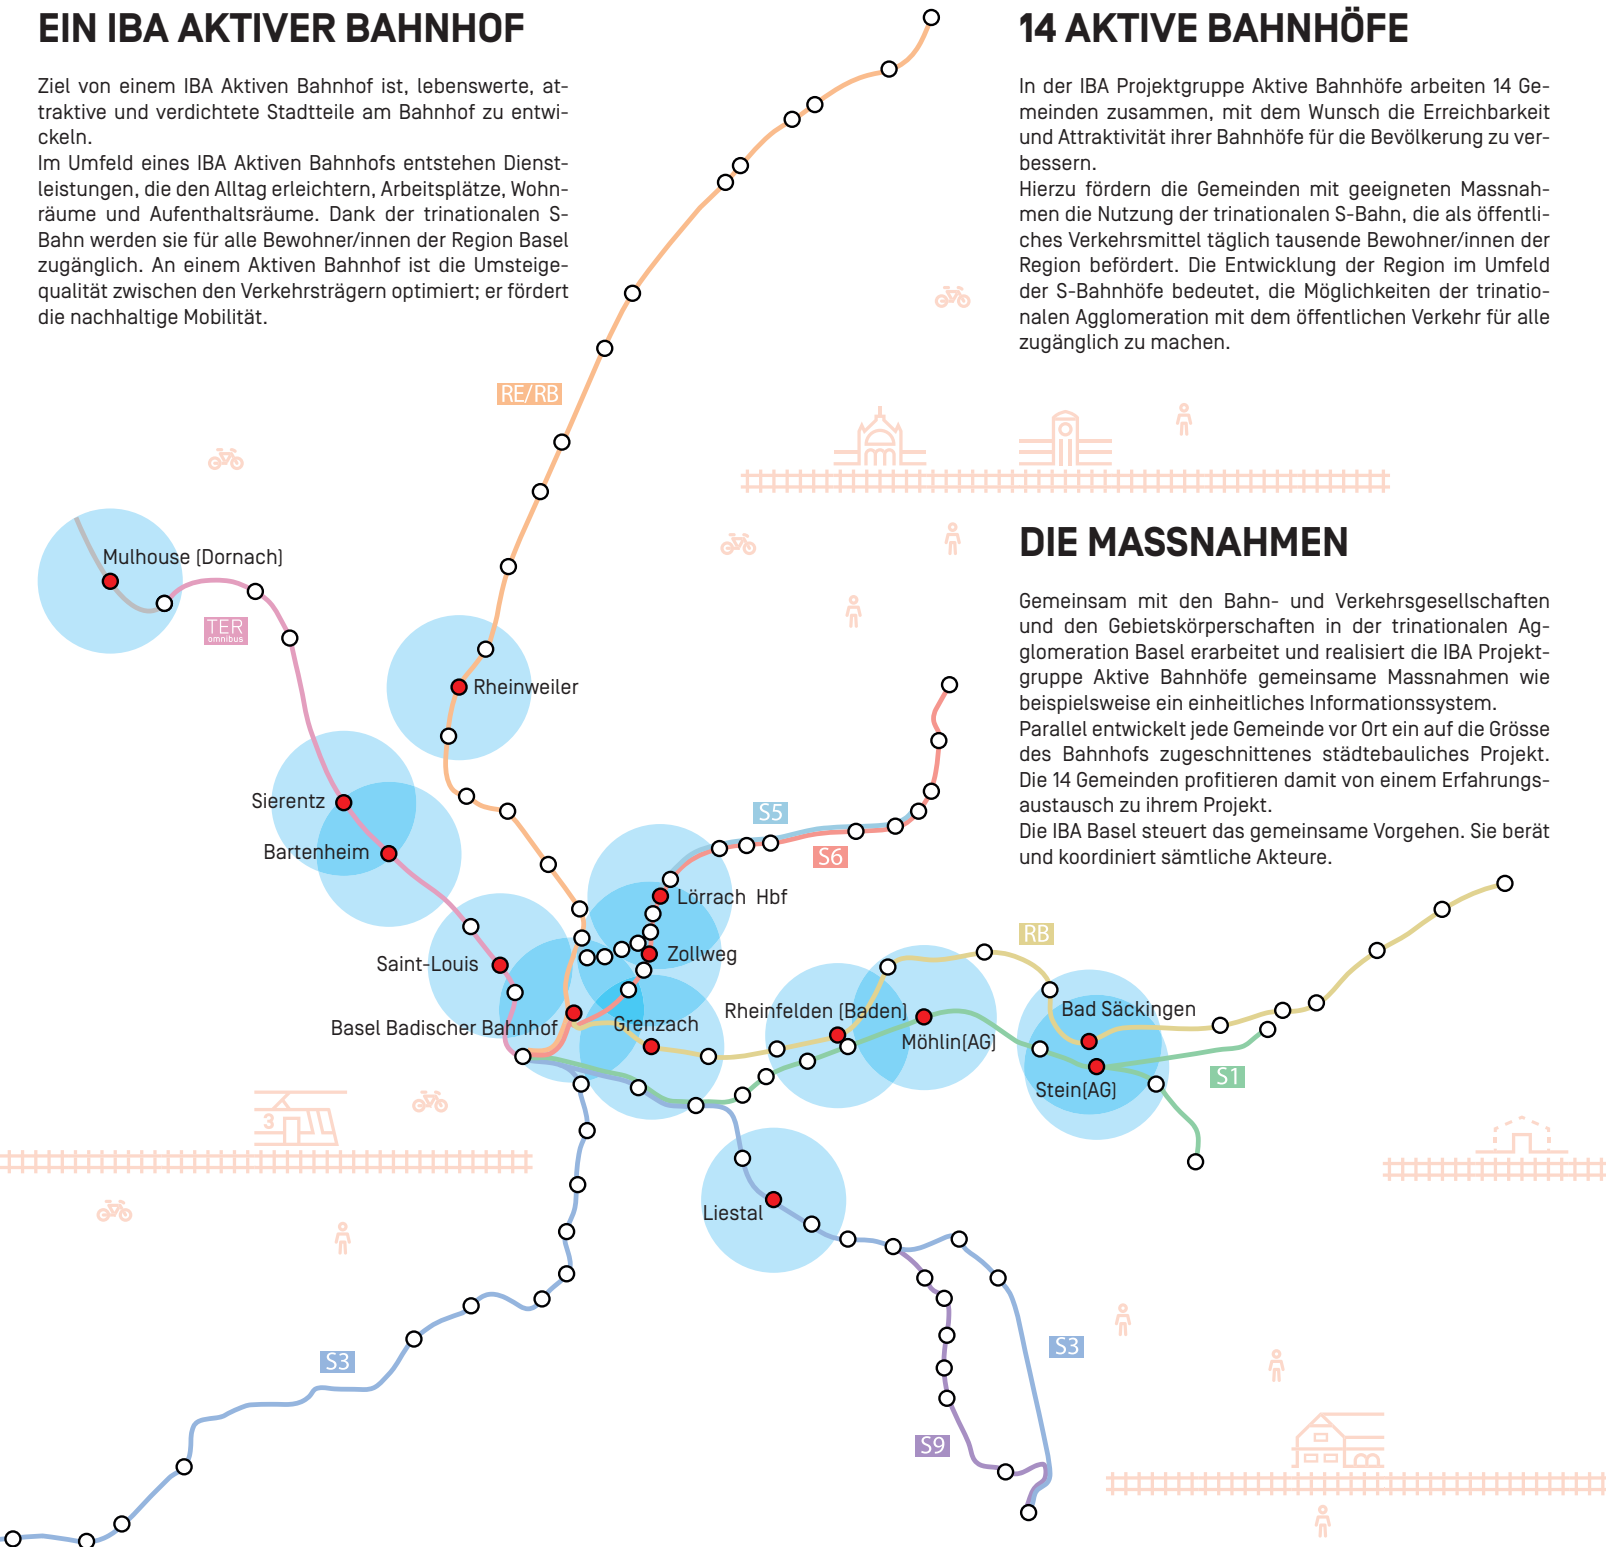 EIN IBA AKTIVER BAHNHOF
Ziel von einem IBA Aktiven Bahnhof ist, lebenswerte, at-
traktive und verdichtete Stadtteile am Bahnhof zu entwi-
ckeln.
Im Umfeld eines IBA Aktiven Bahnhofs entstehen Dienst-
leistungen, die den Alltag erleichtern, Arbeitsplätze, Wohn-
räume und Aufenthaltsräume. Dank der trinationalen S-
Bahn werden sie für alle Bewohner/innen der Region Basel
zugänglich. An einem Aktiven Bahnhof ist die Umsteige-
qualität zwischen den Verkehrsträgern optimiert; er fördert
die nachhaltige Mobilität.
14 AKTIVE BAHNHÖFE
In der IBA Projektgruppe Aktive Bahnhöfe arbeiten 14 Ge-
meinden zusammen, mit dem Wunsch die Erreichbarkeit
und Attraktivität ihrer Bahnhöfe für die Bevölkerung zu ver-
bessern.
Hierzu fördern die Gemeinden mit geeigneten Massnah-
men die Nutzung der trinationalen S-Bahn, die als öffentli-
ches Verkehrsmittel täglich tausende Bewohner/innen der
Region befördert. Die Entwicklung der Region im Umfeld
der S-Bahnhöfe bedeutet, die Möglichkeiten der trinatio-
nalen Agglomeration mit dem öffentlichen Verkehr für alle
zugänglich zu machen.
DIE MASSNAHMEN
Gemeinsam mit den Bahn- und Verkehrsgesellschaften
und den Gebietskörperschaften in der trinationalen Ag-
glomeration Basel erarbeitet und realisiert die IBA Projekt-
gruppe Aktive Bahnhöfe gemeinsame Massnahmen wie
beispielsweise ein einheitliches Informationssystem.
Parallel entwickelt jede Gemeinde vor Ort ein auf die Grösse
des Bahnhofs zugeschnittenes städtebauliches Projekt.
Die 14 Gemeinden profitieren damit von einem Erfahrungs-
austausch zu ihrem Projekt.
Die IBA Basel steuert das gemeinsame Vorgehen. Sie berät
und koordiniert sämtliche Akteure.
RE/RB
Mulhouse (Dornach)
TER
omnibus
Rheinweiler
Sierentz
Bartenheim
S5
S6
Lörrach Hbf
Zollweg
Saint-Louis
RB
Basel Badischer Bahnhof
Grenzach
Rheinfelden (Baden)
Möhlin(AG)
Bad Säckingen
Stein(AG)
S1
3
Liestal
S3
S3
S9